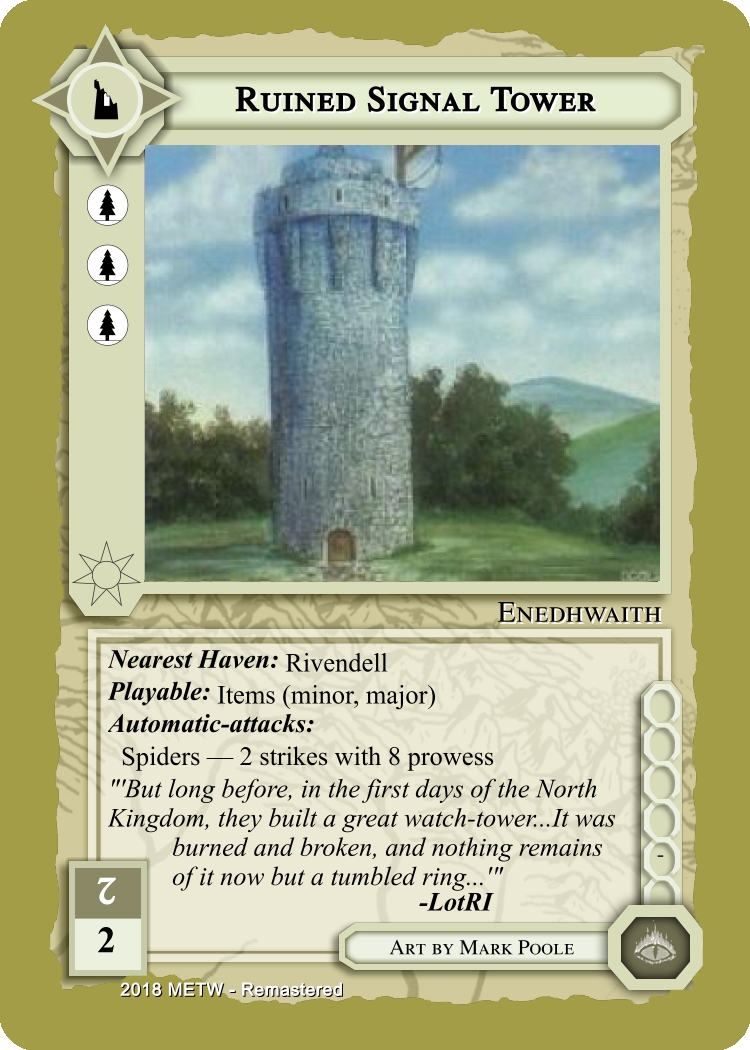 Ruined Signal Tower
Enedhwaith
Nearest Haven: Rivendell
Playable: Items (minor, major)
Automatic-attacks:
Spiders — 2 strikes with 8 prowess
"'But long before, in the first days of the North
Kingdom, they built a great watch-tower...It was
burned and broken, and nothing remains
of it now but a tumbled ring...'"
-LotRI
2
2
-
Art by Mark Poole
2018 METW - Remastered